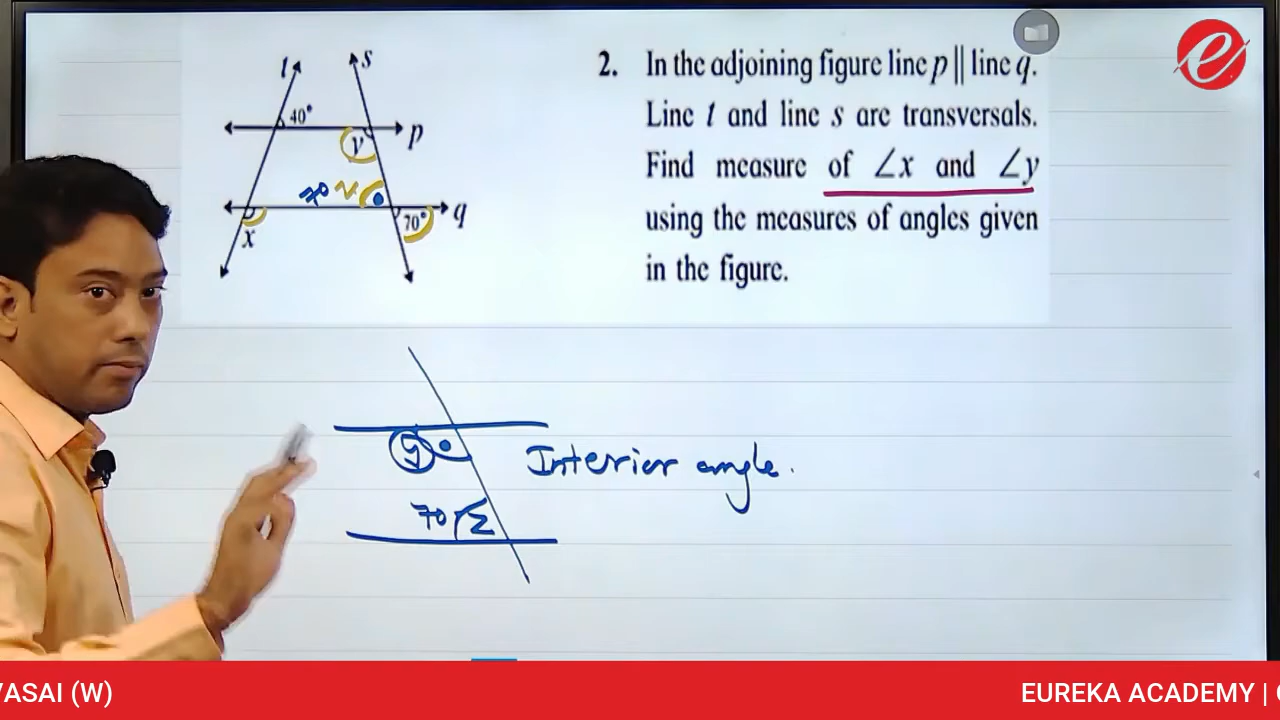 t
s
40°
p
y
70
70°
q
x
2. In the adjoining figure line p || line q.
Line t and line s are transversals.
Find measure of ∠x and ∠y
using the measures of angles given
in the figure.
e
y
Interior angle.
70
YASAI (W)
EUREKA ACADEMY |